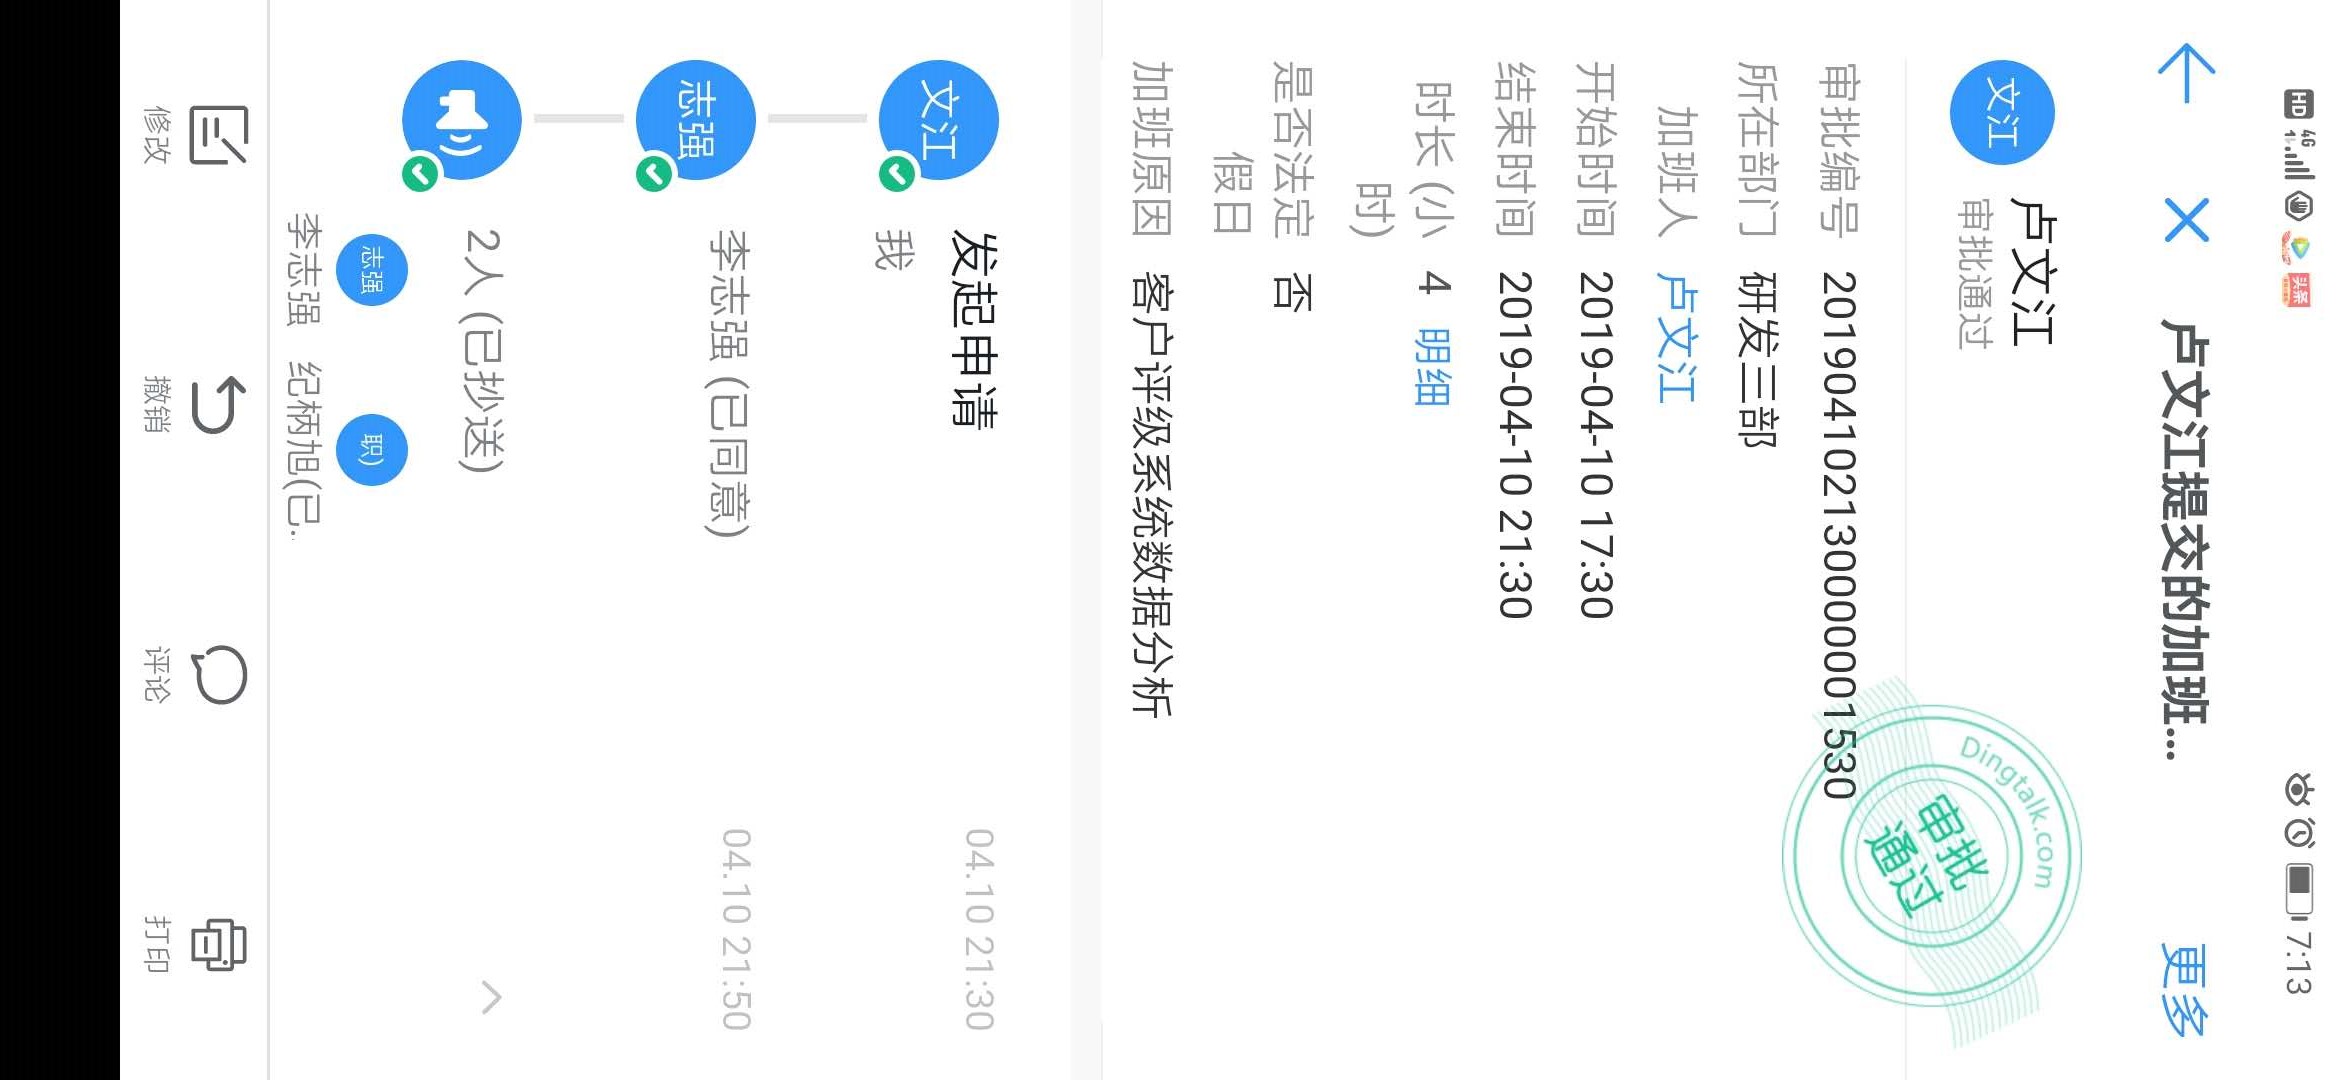 HD 4G 头条 7:13
卢文江提交的加班... 更多
文江 卢文江
审批通过
Dingtalk.com
审批
通过
审批编号 201904102130000001530
所在部门 研发三部
加班人 卢文江
开始时间 2019-04-10 17:30
结束时间 2019-04-10 21:30
时长 (小时) 4 明细
是否法定假日 否
加班原因 客户评级系统数据分析
文江 发起申请 04.10 21:30
我
志强 李志强 (已同意) 04.10 21:50
2人 (已抄送)
志强 职)
李志强 纪柄旭(已..
修改 撤销 评论 打印